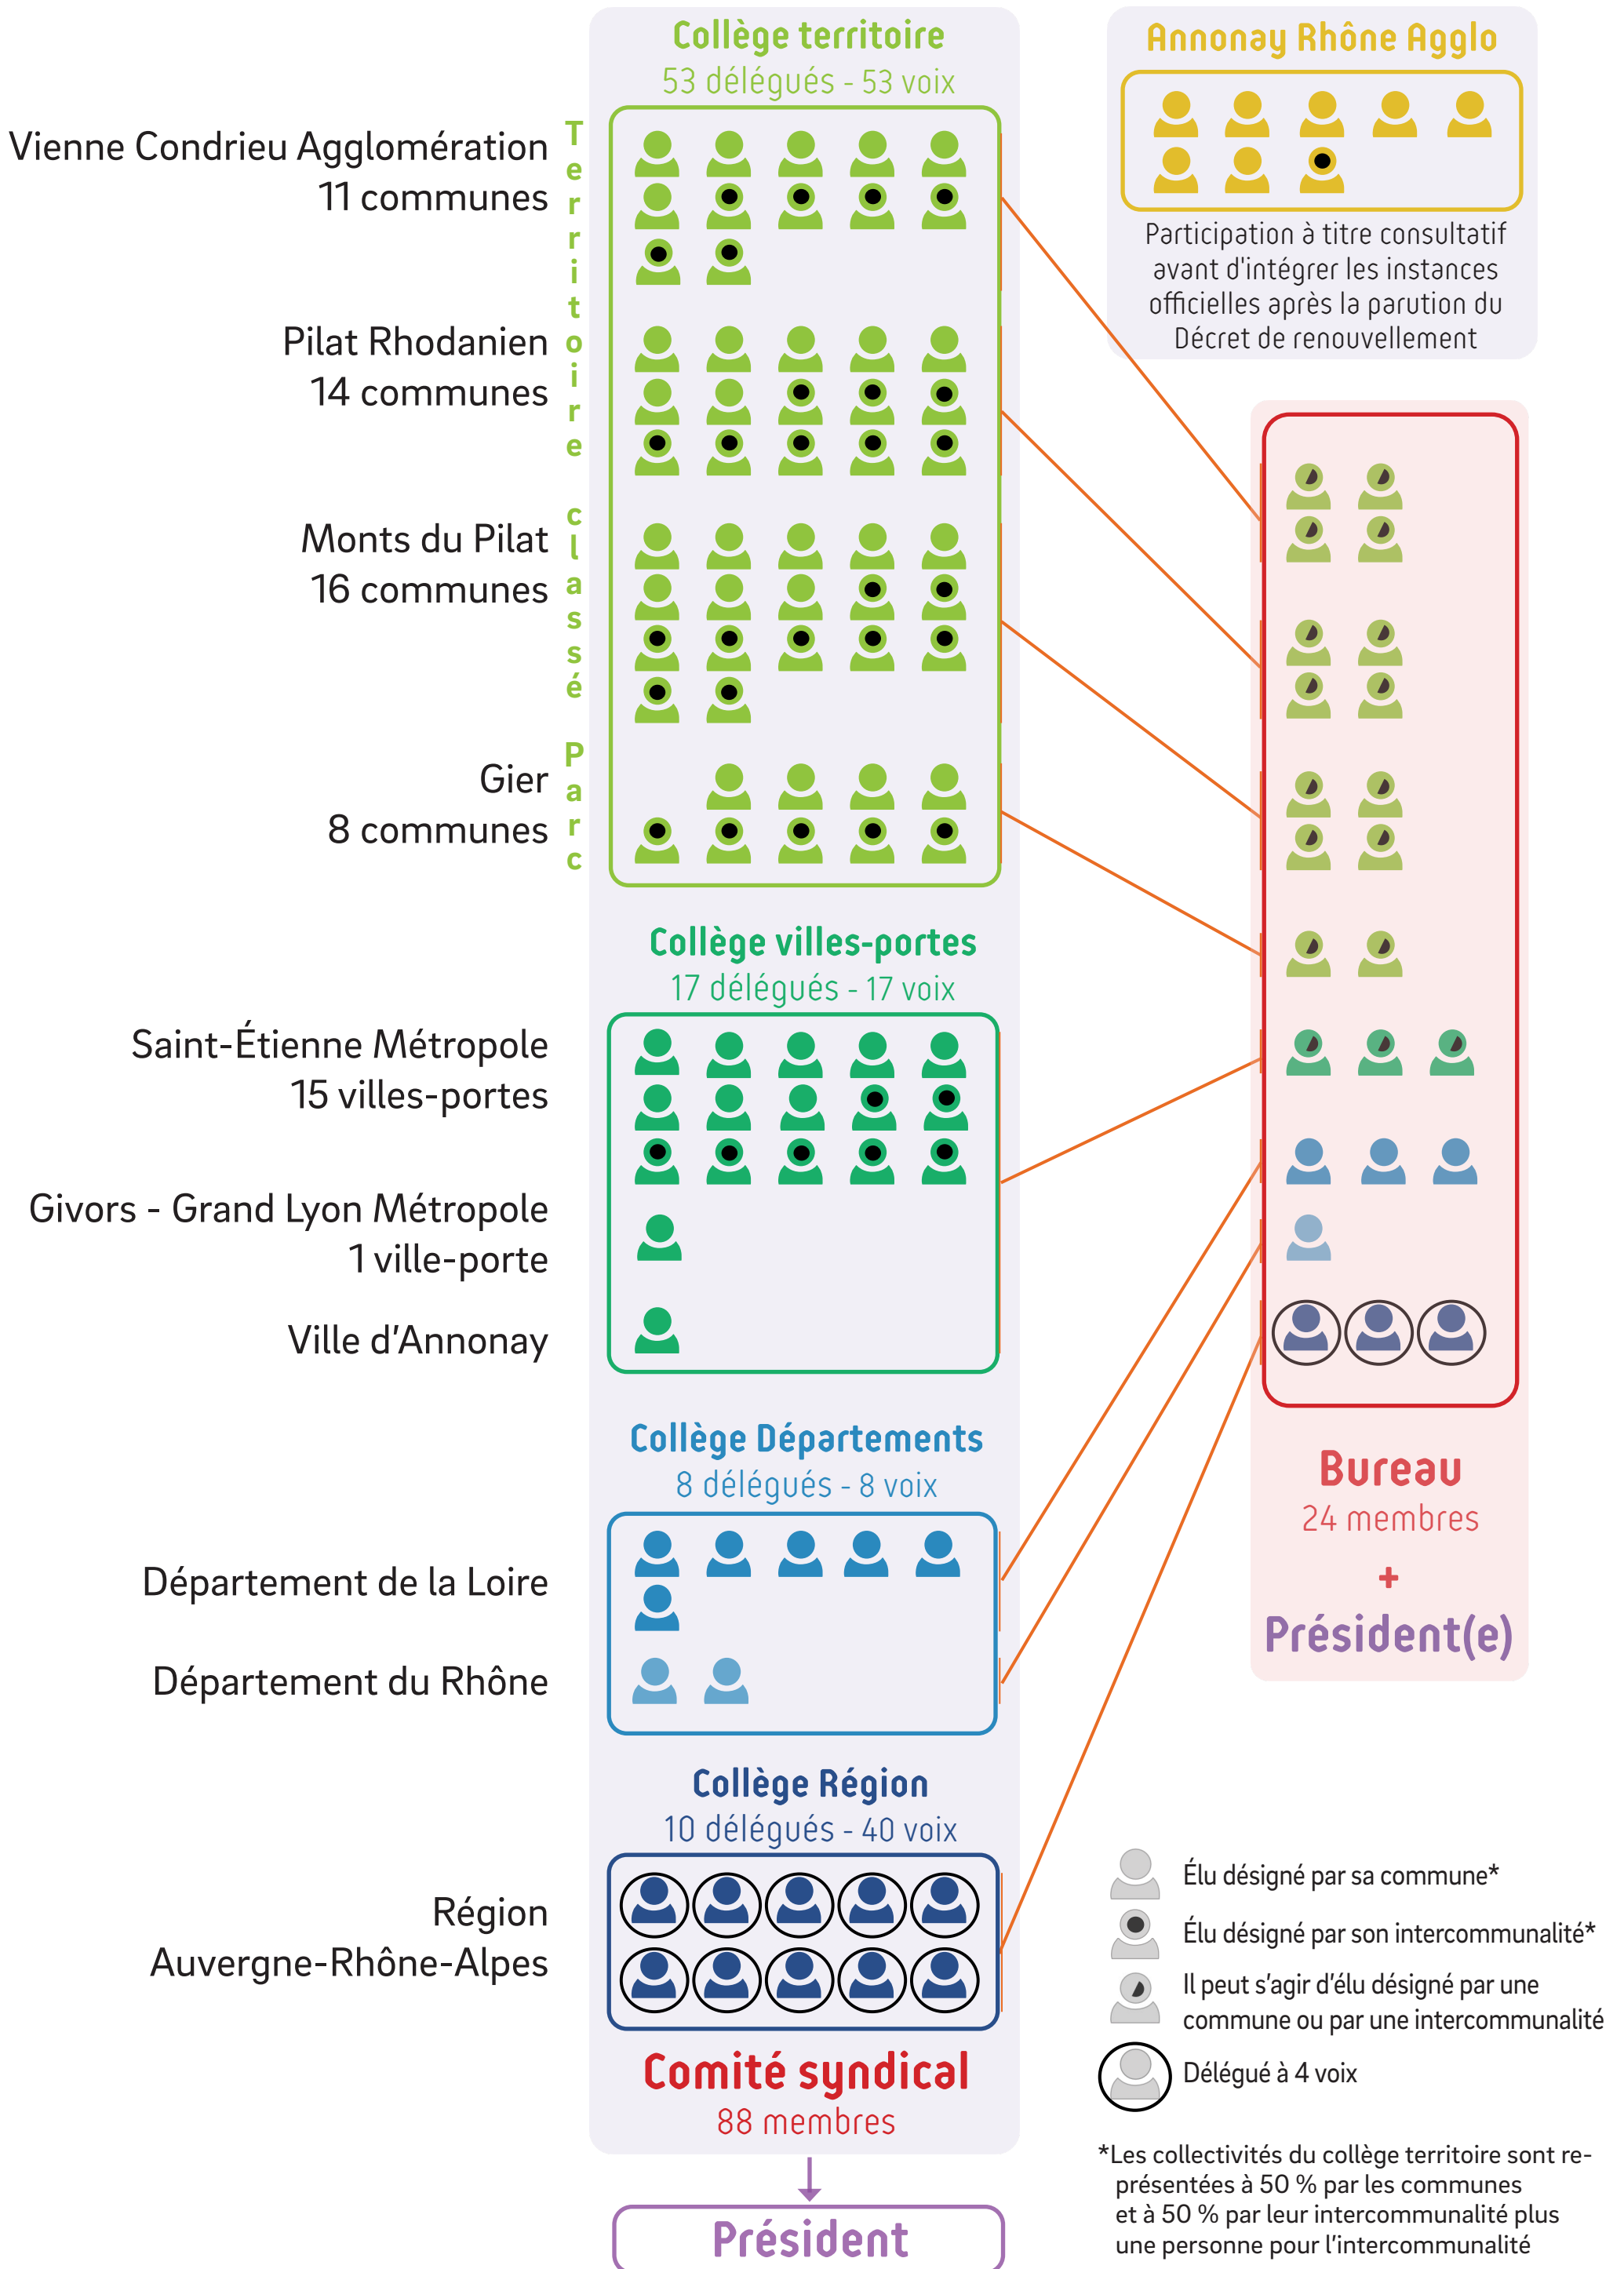 Collège territoire
53 délégués - 53 voix
Territoire classé Parc
Vienne Condrieu Agglomération
11 communes
Pilat Rhodanien
14 communes
Monts du Pilat
16 communes
Gier
8 communes
Collège villes-portes
17 délégués - 17 voix
Saint-Étienne Métropole
15 villes-portes
Givors - Grand Lyon Métropole
1 ville-porte
Ville d'Annonay
Collège Départements
8 délégués - 8 voix
Département de la Loire
Département du Rhône
Collège Région
10 délégués - 40 voix
Région
Auvergne-Rhône-Alpes
Comité syndical
88 membres
Président
Annonay Rhône Agglo
Participation à titre consultatif
avant d'intégrer les instances
officielles après la parution du
Décret de renouvellement
Bureau
24 membres
+
Président(e)
Élu désigné par sa commune*
Élu désigné par son intercommunalité*
Il peut s'agir d'élu désigné par une
commune ou par une intercommunalité
Délégué à 4 voix
*Les collectivités du collège territoire sont re-
présentées à 50 % par les communes
et à 50 % par leur intercommunalité plus
une personne pour l'intercommunalité